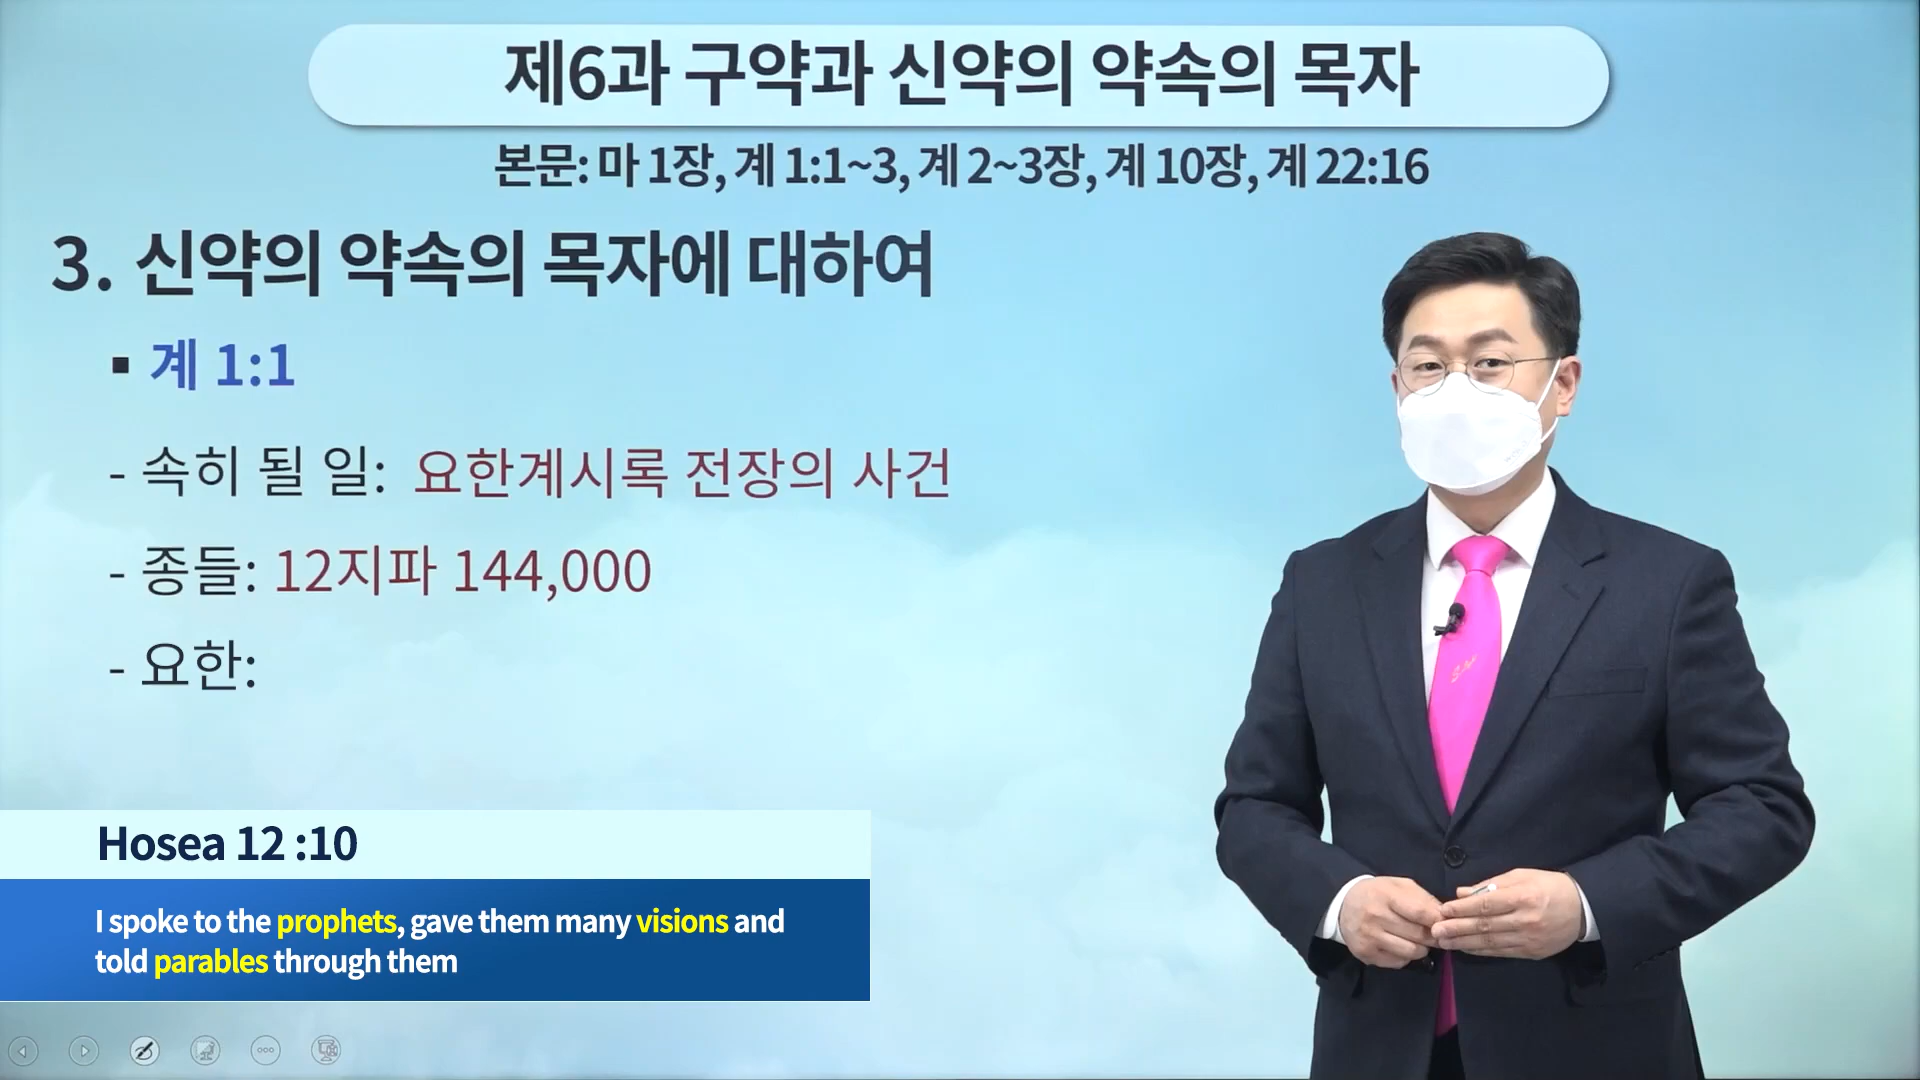 제6과 구약과 신약의 약속의 목자
본문: 마 1장, 계 1:1~3, 계 2~3장, 계 10장, 계 22:16
3. 신약의 약속의 목자에 대하여
▪ 계 1:1
- 속히 될 일: 요한계시록 전장의 사건
- 종들: 12지파 144,000
- 요한:
Hosea 12 :10
I spoke to the prophets, gave them many visions and
told parables through them